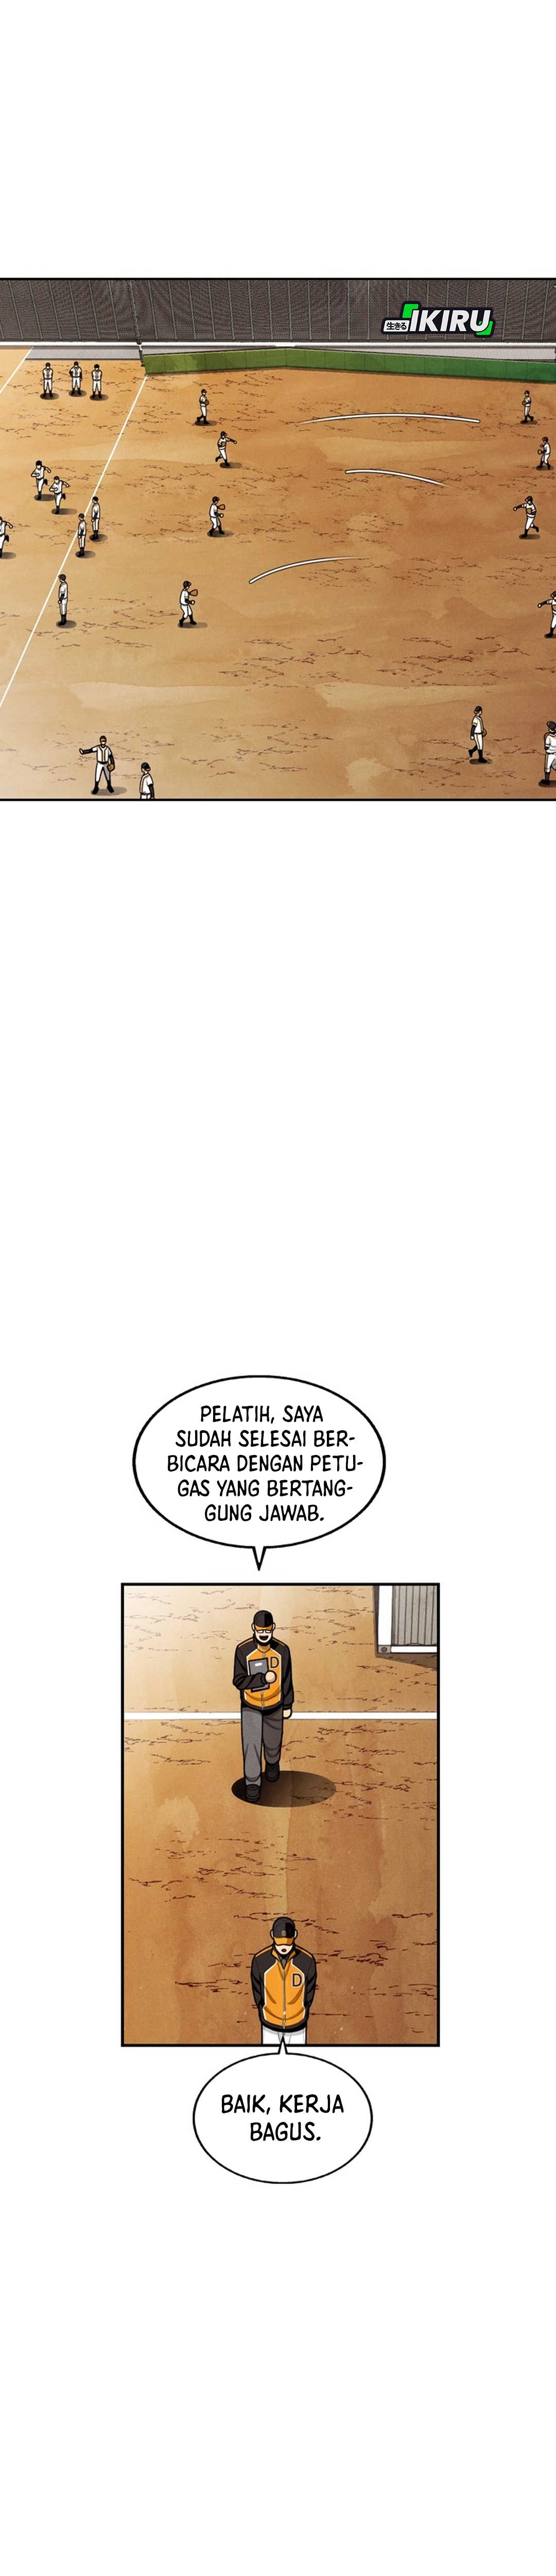 生きる IKIRU
PELATIH, SAYA
SUDAH SELESAI BER-
BICARA DENGAN PETU-
GAS YANG BERTANG-
GUNG JAWAB.
D
D
BAIK, KERJA
BAGUS.